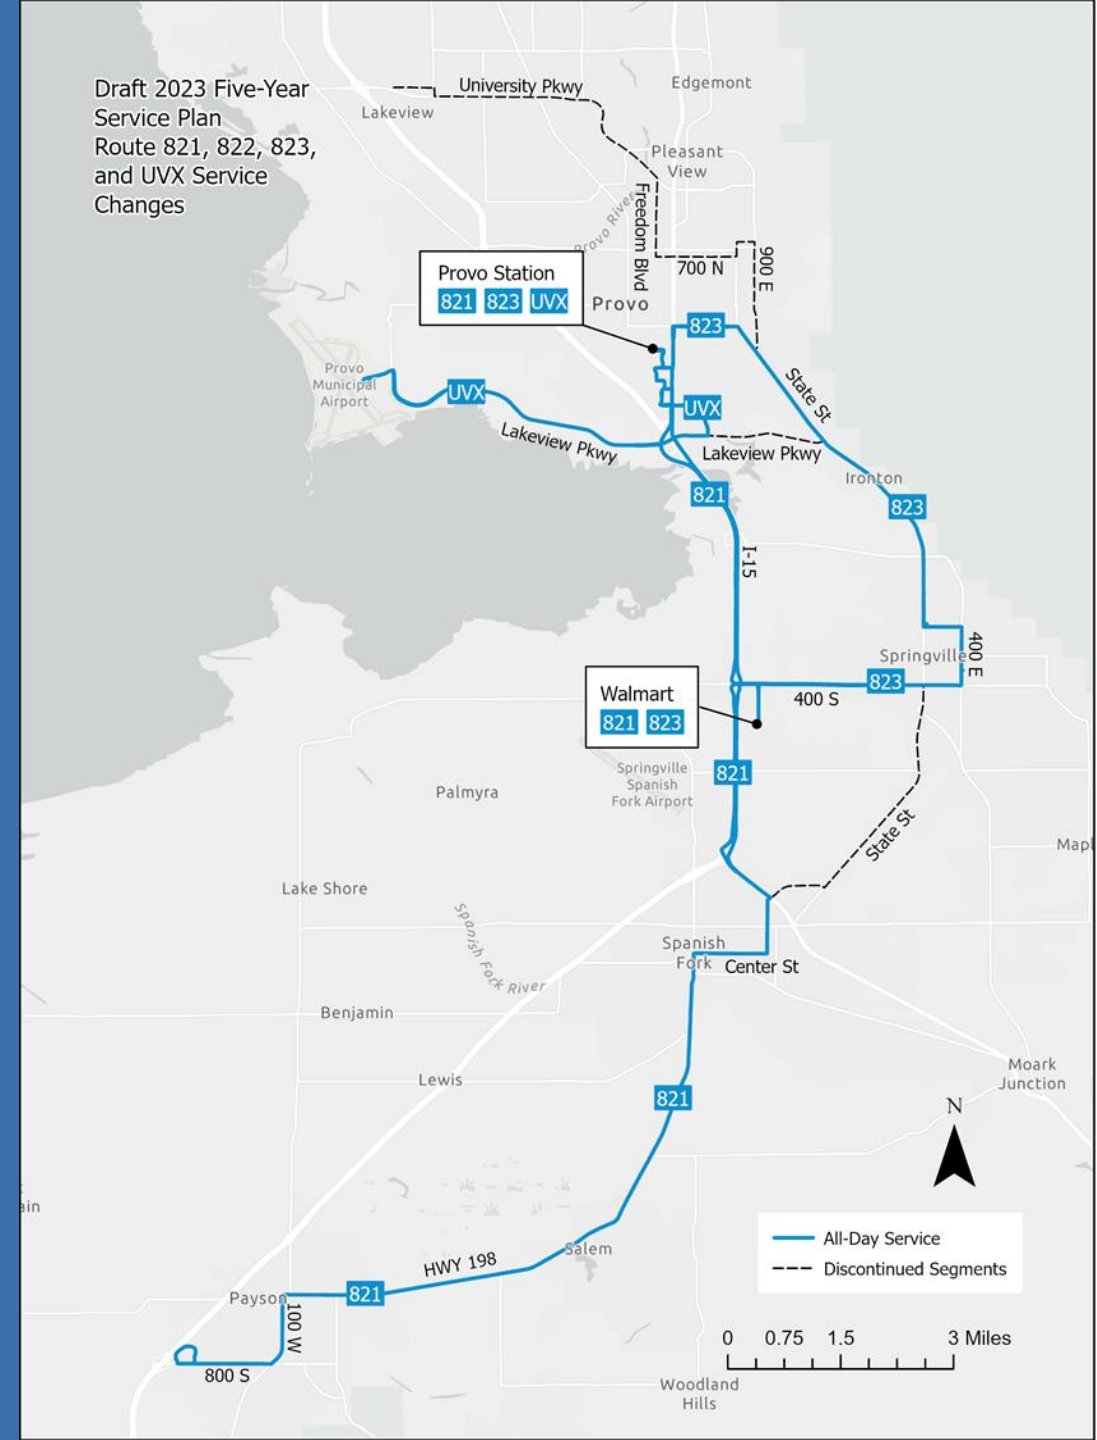 Draft 2023 Five-Year
Service Plan
Route 821, 822, 823,
and UVX Service
Changes
University Pkwy
Edgemont
Lakeview
Pleasant
View
Freedom Blvd
Provo River
700 N
900 E
Provo Station
821 823 UVX
Provo
823
State St
Provo
Municipal
Airport
UVX
UVX
Lakeview Pkwy
Lakeview Pkwy
Ironton
821
823
I-15
Springville
400 E
Walmart
821 823
823
400 S
Springville
Spanish
Fork Airport
821
Palmyra
State St
Mapl
Lake Shore
Spanish Fork River
Spanish
Fork
Center St
Benjamin
Lewis
Moark
Junction
821
N
ain
All-Day Service
Discontinued Segments
Salem
HWY 198
Payson
821
100 W
800 S
0 0.75 1.5 3 Miles
Woodland
Hills